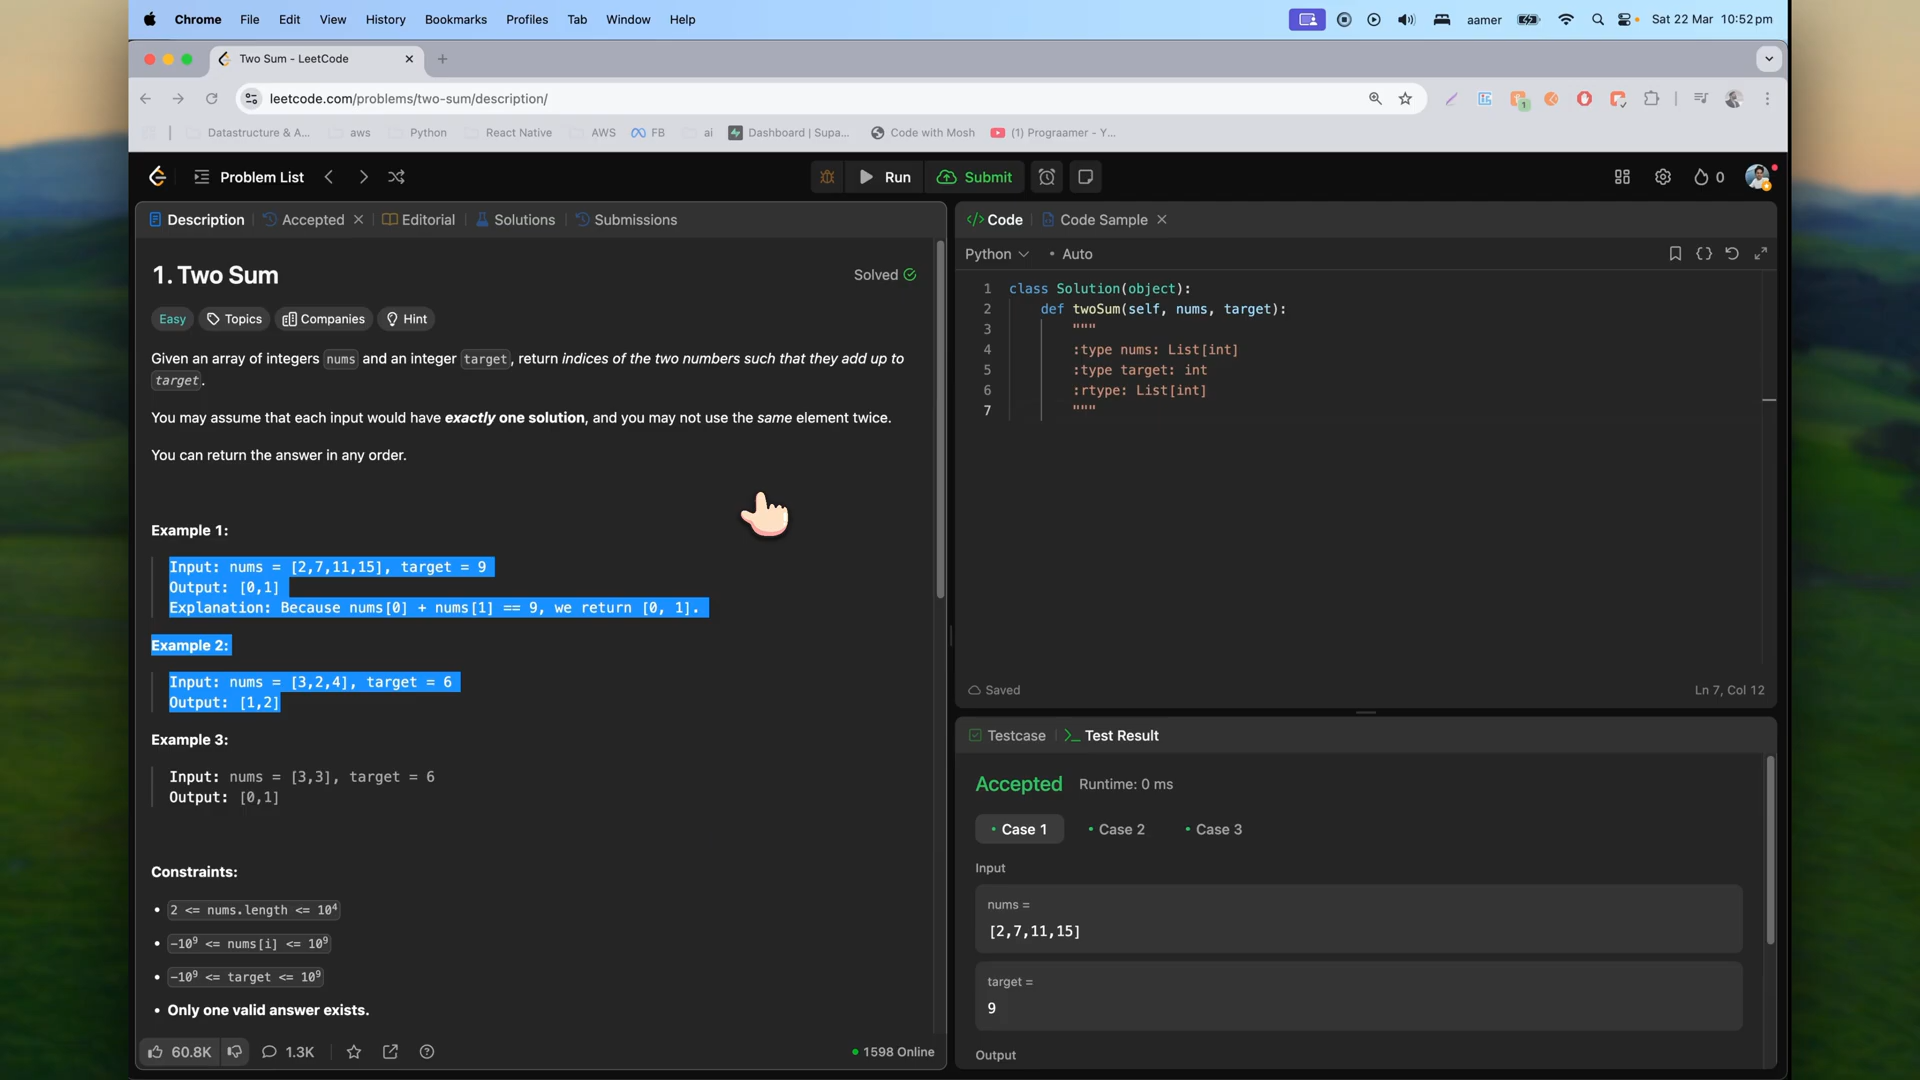 Chrome File Edit View History Bookmarks Profiles Tab Window Help
aamer Sat 22 Mar 10:52 pm
Two Sum - LeetCode
leetcode.com/problems/two-sum/description/
1
Datastructure & A... aws Python React Native AWS FB ai Dashboard | Supa... Code with Mosh (1) Prograamer - Y...
Problem List Run Submit 0
Description Accepted Editorial Solutions Submissions
1. Two Sum
Solved
Easy Topics Companies Hint
Given an array of integers nums and an integer target, return indices of the two numbers such that they add up to
target.
You may assume that each input would have exactly one solution, and you may not use the same element twice.
You can return the answer in any order.
Example 1:
Input: nums = [2,7,11,15], target = 9
Output: [0,1]
Explanation: Because nums[0] + nums[1] == 9, we return [0, 1].
Example 2:
Input: nums = [3,2,4], target = 6
Output: [1,2]
Example 3:
Input: nums = [3,3], target = 6
Output: [0,1]
Constraints:
• 2 <= nums.length <= 10⁴
• -10⁹ <= nums[i] <= 10⁹
• -10⁹ <= target <= 10⁹
• Only one valid answer exists.
60.8K 1.3K
1598 Online
</> Code Code Sample
Python • Auto
1 class Solution(object):
2 def twoSum(self, nums, target):
3 """
4 :type nums: List[int]
5 :type target: int
6 :rtype: List[int]
7 """
Saved
Ln 7, Col 12
Testcase >_ Test Result
Accepted Runtime: 0 ms
• Case 1 • Case 2 • Case 3
Input
nums =
[2,7,11,15]
target =
9
Output